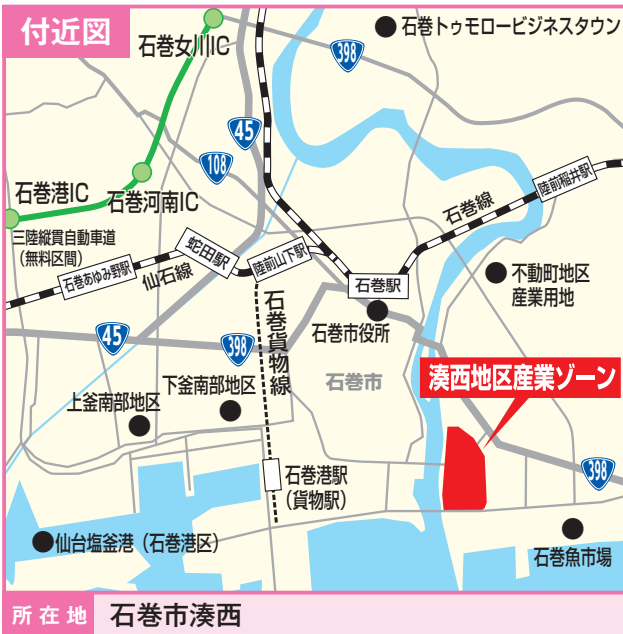 付近図
石巻女川IC
石巻トゥモロービジネスタウン
398
45
108
石巻港IC
石巻河南IC
三陸縦貫自動車道
（無料区間）
石巻線
陸前稲井駅
石巻あゆみ野駅
仙石線
蛇田駅
陸前山下駅
石巻駅
不動町地区
産業用地
石巻市役所
45
398
石巻貨物線
石巻市
湊西地区産業ゾーン
上釜南部地区
下釜南部地区
石巻港駅
（貨物駅）
398
仙台塩釜港（石巻港区）
石巻魚市場
所在地 石巻市湊西